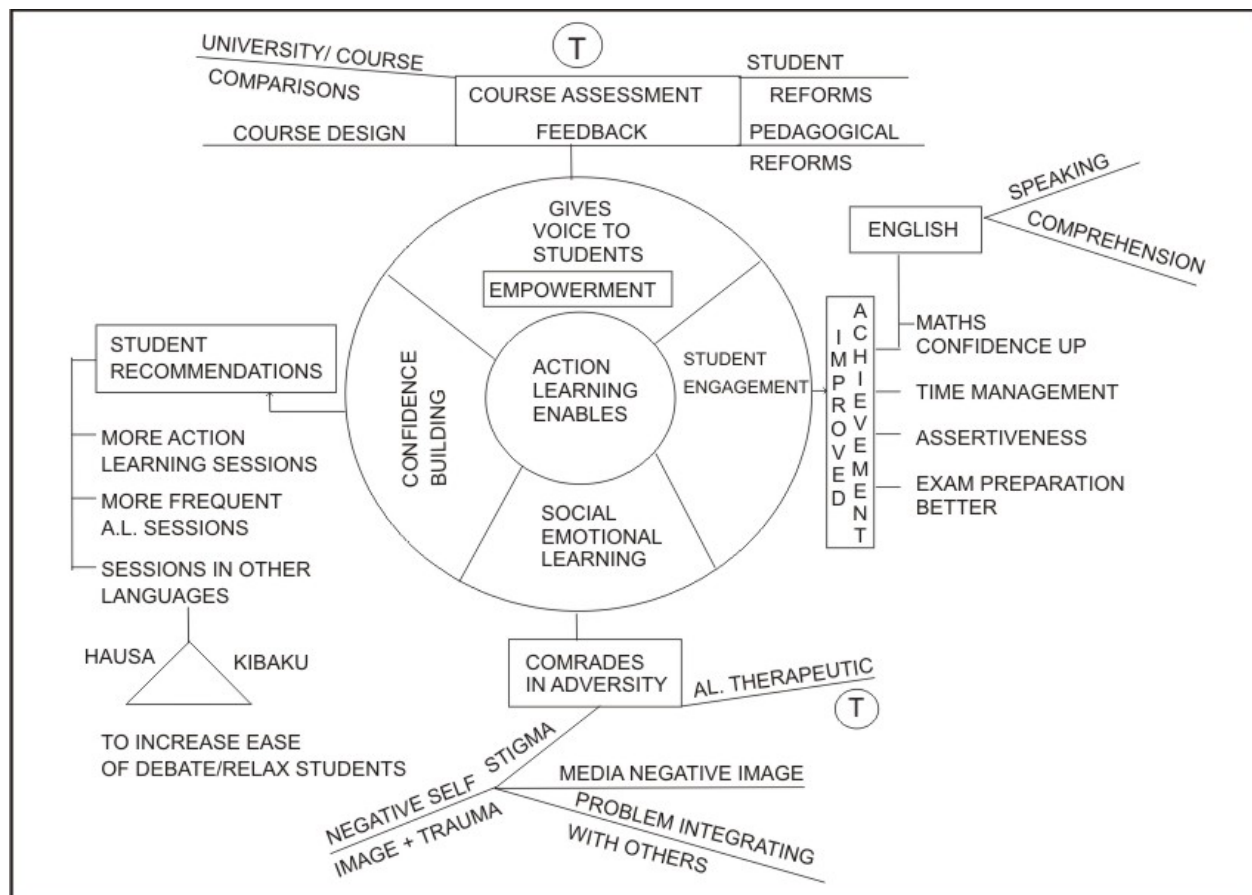 T
UNIVERSITY/ COURSE
COMPARISONS
COURSE DESIGN
COURSE ASSESSMENT
FEEDBACK
STUDENT
REFORMS
PEDAGOGICAL
REFORMS
GIVES
VOICE TO
STUDENTS
EMPOWERMENT
ACTION
LEARNING
ENABLES
STUDENT
ENGAGEMENT
CONFIDENCE
BUILDING
SOCIAL
EMOTIONAL
LEARNING
ENGLISH
SPEAKING
COMPREHENSION
IMPROVED
ACHIEVEMENT
MATHS
CONFIDENCE UP
TIME MANAGEMENT
ASSERTIVENESS
EXAM PREPARATION
BETTER
STUDENT
RECOMMENDATIONS
MORE ACTION
LEARNING SESSIONS
MORE FREQUENT
A.L. SESSIONS
SESSIONS IN OTHER
LANGUAGES
HAUSA
KIBAKU
TO INCREASE EASE
OF DEBATE/RELAX STUDENTS
COMRADES
IN ADVERSITY
AL. THERAPEUTIC
T
STIGMA
NEGATIVE SELF
IMAGE + TRAUMA
MEDIA NEGATIVE IMAGE
PROBLEM INTEGRATING
WITH OTHERS